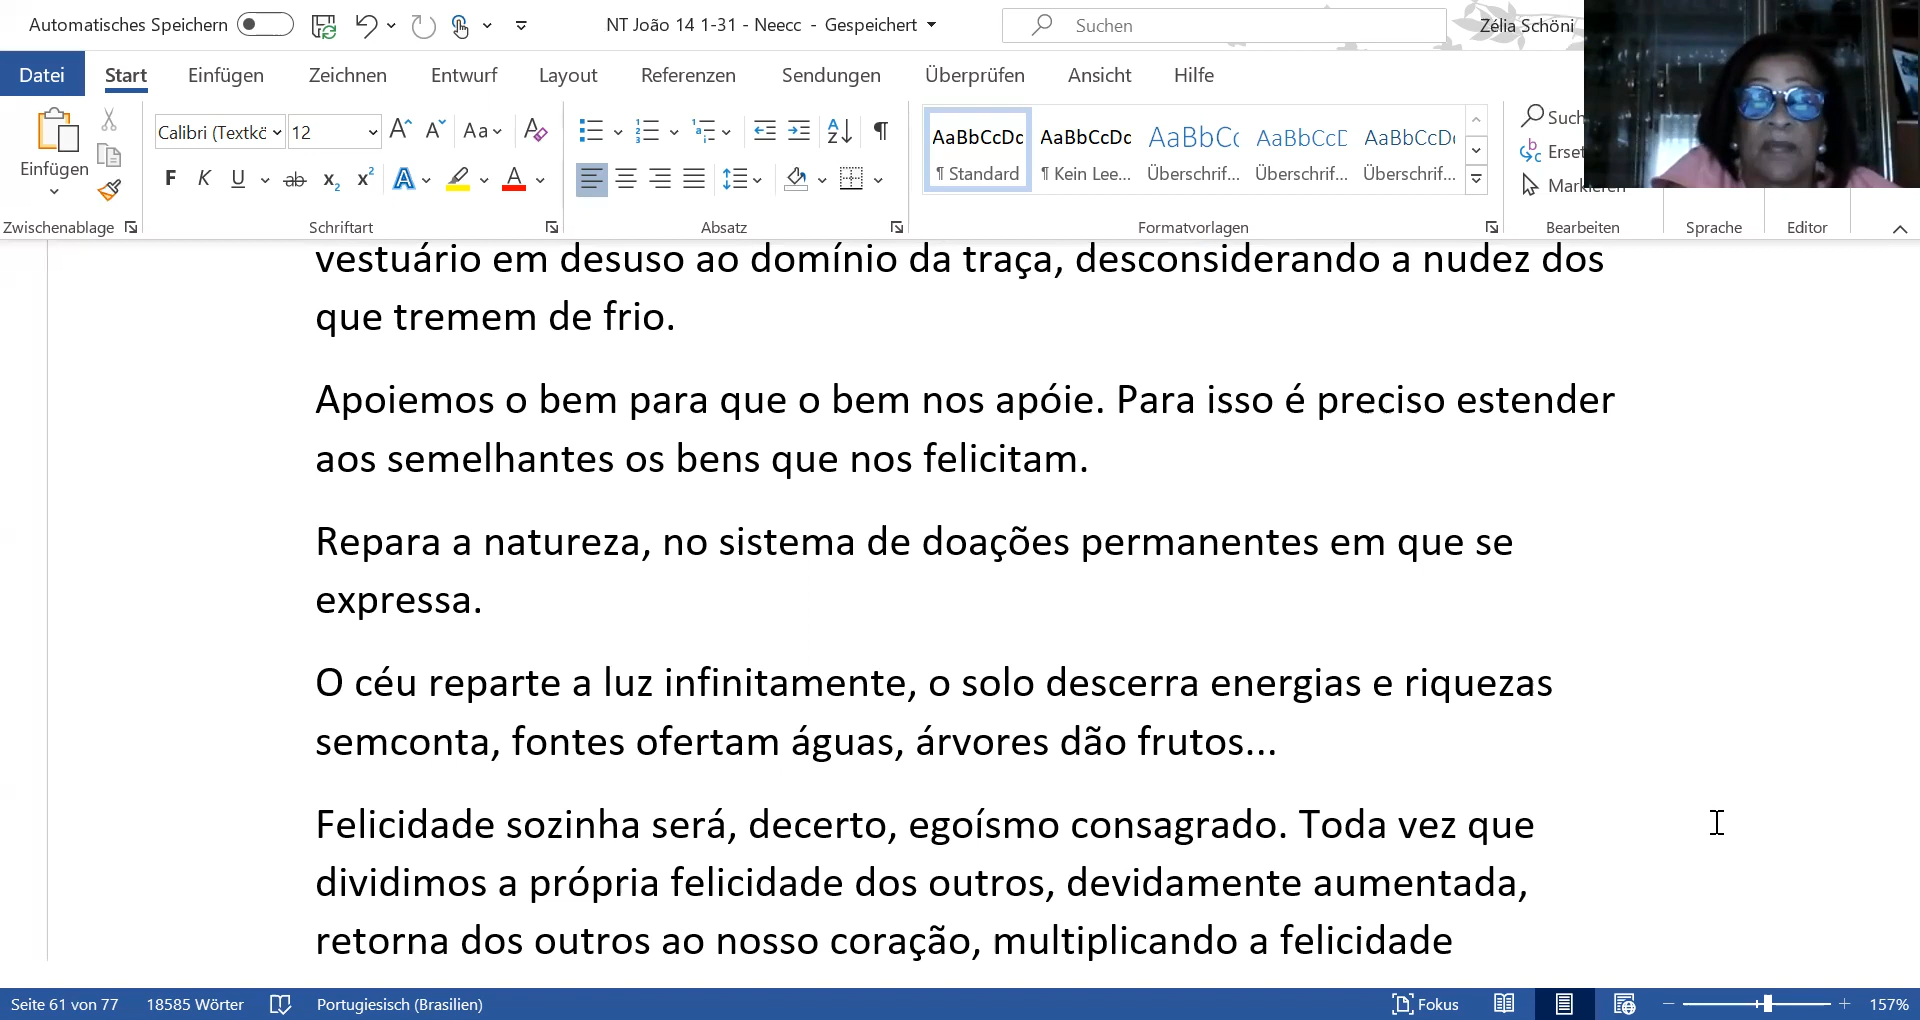 Automatisches Speichern
NT João 14 1-31 - Neecc - Gespeichert
Suchen
Zélia Schöni
Datei Start Einfügen Zeichnen Entwurf Layout Referenzen Sendungen Überprüfen Ansicht Hilfe
Einfügen
Calibri (Textkö 12
Aa
F K U ab x₂ x² A A
AaBbCcDc AaBbCcDc AaBbCc AaBbCcD AaBbCcDc
¶ Standard ¶ Kein Lee... Überschrif... Überschrif... Überschrif...
Such
Erset
Markieren
Zwischenablage Schriftart Absatz Formatvorlagen Bearbeiten Sprache Editor
vestuário em desuso ao domínio da traça, desconsiderando a nudez dos
que tremem de frio.
Apoiemos o bem para que o bem nos apóie. Para isso é preciso estender
aos semelhantes os bens que nos felicitam.
Repara a natureza, no sistema de doações permanentes em que se
expressa.
O céu reparte a luz infinitamente, o solo descerra energias e riquezas
semconta, fontes ofertam águas, árvores dão frutos...
Felicidade sozinha será, decerto, egoísmo consagrado. Toda vez que
dividimos a própria felicidade dos outros, devidamente aumentada,
retorna dos outros ao nosso coração, multiplicando a felicidade
Seite 61 von 77 18585 Wörter Portugiesisch (Brasilien) Fokus 157%